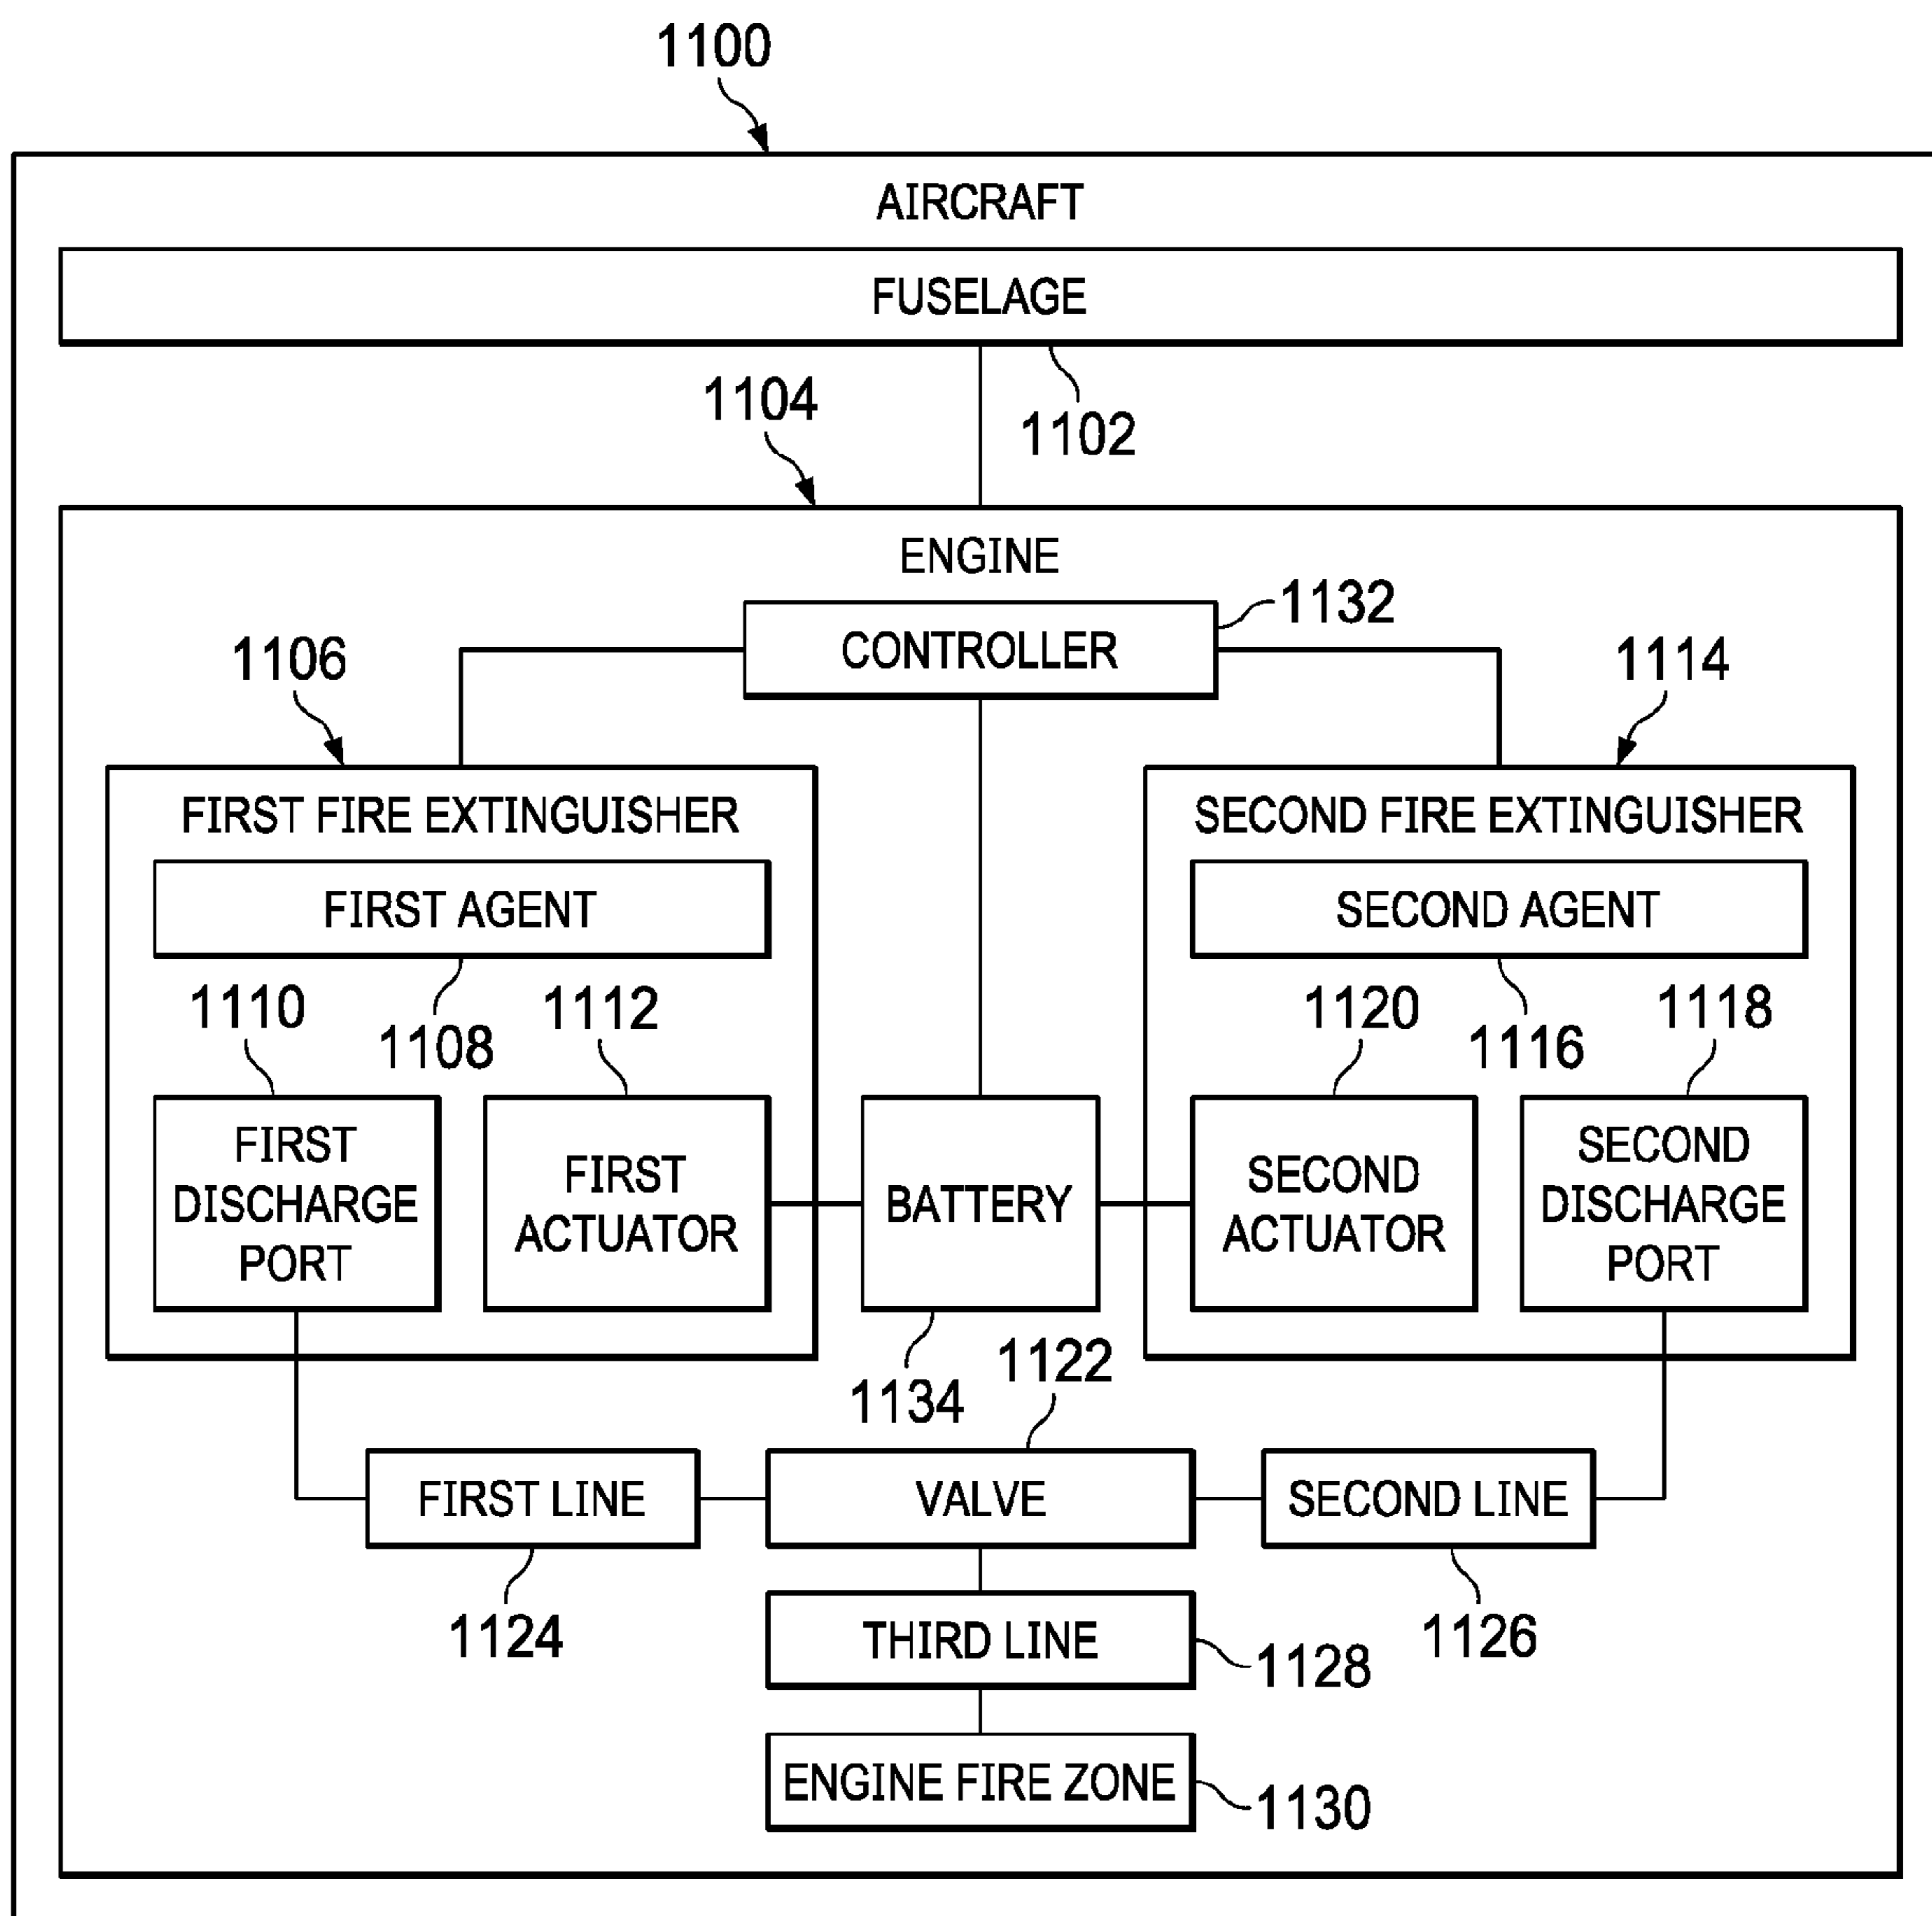 1100
AIRCRAFT
FUSELAGE
1104
1102
ENGINE
1132
CONTROLLER
1106
1114
FIRST FIRE EXTINGUISHER
SECOND FIRE EXTINGUISHER
FIRST AGENT
SECOND AGENT
1110
1112
1120
1118
1108
1116
FIRST
DISCHARGE
PORT
FIRST
ACTUATOR
BATTERY
SECOND
ACTUATOR
SECOND
DISCHARGE
PORT
1122
1134
FIRST LINE
VALVE
SECOND LINE
1124
THIRD LINE
1126
1128
ENGINE FIRE ZONE
1130